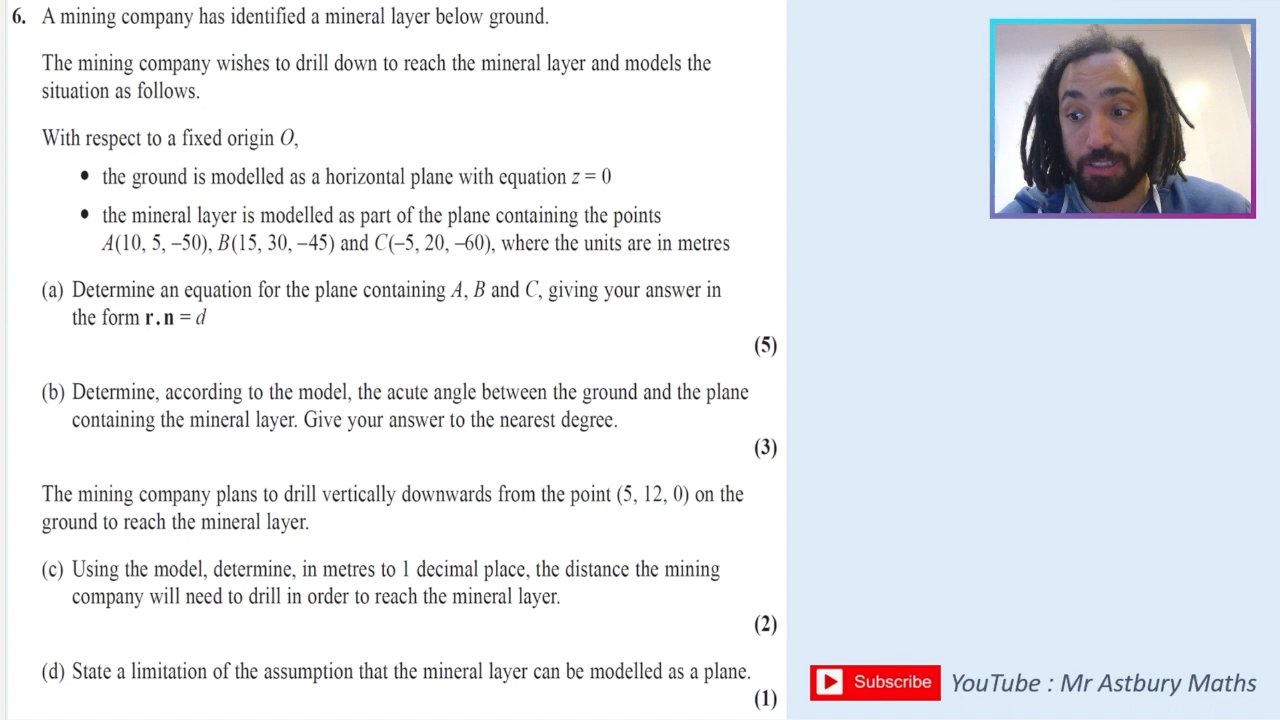 6. A mining company has identified a mineral layer below ground.
The mining company wishes to drill down to reach the mineral layer and models the
situation as follows.
With respect to a fixed origin O,
• the ground is modelled as a horizontal plane with equation z = 0
• the mineral layer is modelled as part of the plane containing the points
A(10, 5, –50), B(15, 30, –45) and C(–5, 20, –60), where the units are in metres
(a) Determine an equation for the plane containing A, B and C, giving your answer in
the form r.n = d
(5)
(b) Determine, according to the model, the acute angle between the ground and the plane
containing the mineral layer. Give your answer to the nearest degree.
(3)
The mining company plans to drill vertically downwards from the point (5, 12, 0) on the
ground to reach the mineral layer.
(c) Using the model, determine, in metres to 1 decimal place, the distance the mining
company will need to drill in order to reach the mineral layer.
(2)
(d) State a limitation of the assumption that the mineral layer can be modelled as a plane.
(1)
Subscribe
YouTube : Mr Astbury Maths